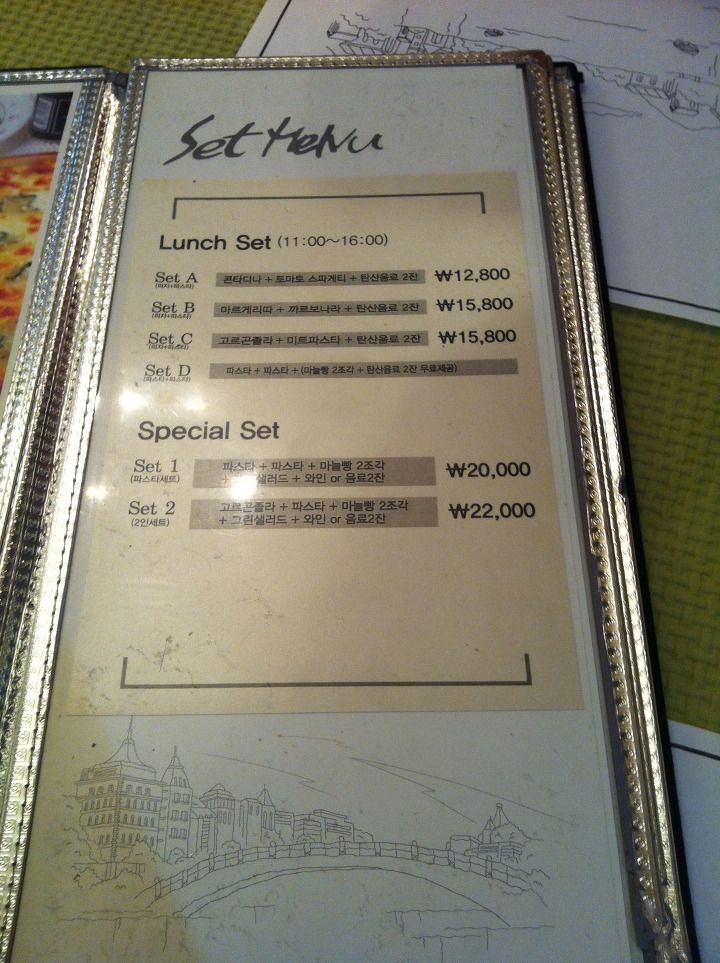 Set Menu
Lunch Set (11:00~16:00)
Set A 콘타디나 + 토마토 스파게티 + 탄산음료 2잔 ₩12,800
(피자+파스타)
Set B 마르게리따 + 까르보나라 + 탄산음료 2잔 ₩15,800
(피자+파스타)
Set C 고르곤졸라 + 미트파스타 + 탄산음료 2잔 ₩15,800
(피자+파스타)
Set D 파스타 + 파스타 + (마늘빵 2조각 + 탄산음료 2잔 무료제공)
(파스타+파스타)
Special Set
Set 1 파스타 + 파스타 + 마늘빵 2조각 ₩20,000
(파스타세트) + 샐러드 + 와인 or 음료2잔
Set 2 고르곤졸라 + 파스타 + 마늘빵 2조각 ₩22,000
(2인세트) + 그린샐러드 + 와인 or 음료2잔